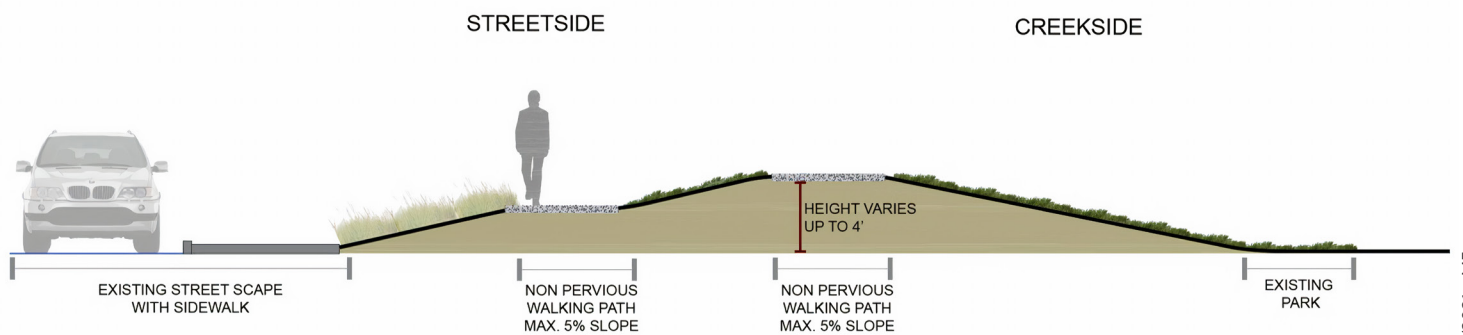 STREETSIDE
CREEKSIDE
HEIGHT VARIES
UP TO 4'
EXISTING STREET SCAPE
WITH SIDEWALK
NON PERVIOUS
WALKING PATH
MAX. 5% SLOPE
NON PERVIOUS
WALKING PATH
MAX. 5% SLOPE
EXISTING
PARK